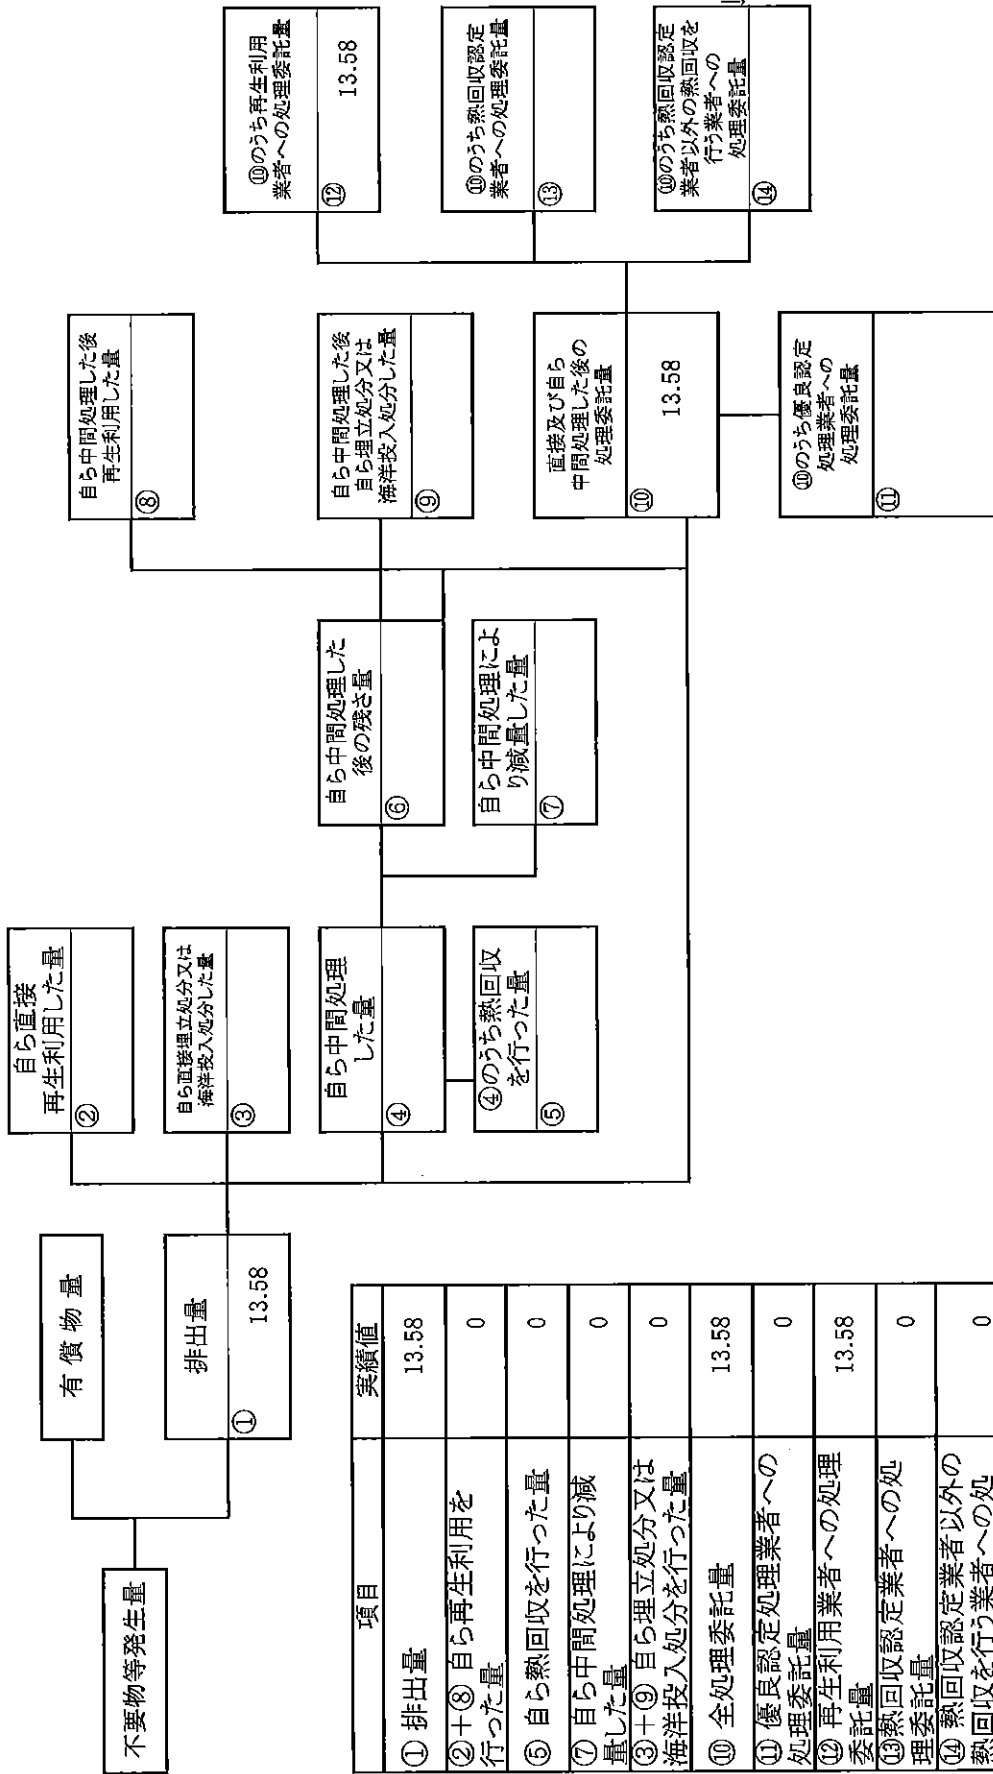 不要物等発生量
有償物量
排出量
①
13.58
自ら直接
再生利用した量
②
自ら直接埋立処分又は
海洋投入処分した量
③
自ら中間処理
した量
④
④のうち熱回収
を行った量
⑤
自ら中間処理した
後の残さ量
⑥
自ら中間処理によ
り減量した量
⑦
自ら中間処理した後
再生利用した量
⑧
自ら中間処理した後
自ら埋立処分又は
海洋投入処分した量
⑨
直接及び自ら
中間処理した後の
処理委託量
⑩
13.58
⑩のうち優良認定
処理業者への
処理委託量
⑪
⑩のうち再生利用
業者への処理委託量
⑫
13.58
⑩のうち熱回収認定
業者への処理委託量
⑬
⑩のうち熱回収認定
業者以外の熱回収を
行う業者への
処理委託量
⑭
項目 実績値
① 排出量 13.58
②+⑧ 自ら再生利用を
行った量 0
⑤ 自ら熱回収を行った量 0
⑦ 自ら中間処理により減
量した量 0
③+⑨ 自ら埋立処分又は
海洋投入処分を行った量 0
⑩ 全処理委託量 13.58
⑪ 優良認定処理業者への
処理委託量 0
⑫ 再生利用業者への処理
委託量 13.58
⑬熱回収認定業者への処
理委託量 0
⑭ 熱回収認定業者以外の
熱回収を行う業者への処 0